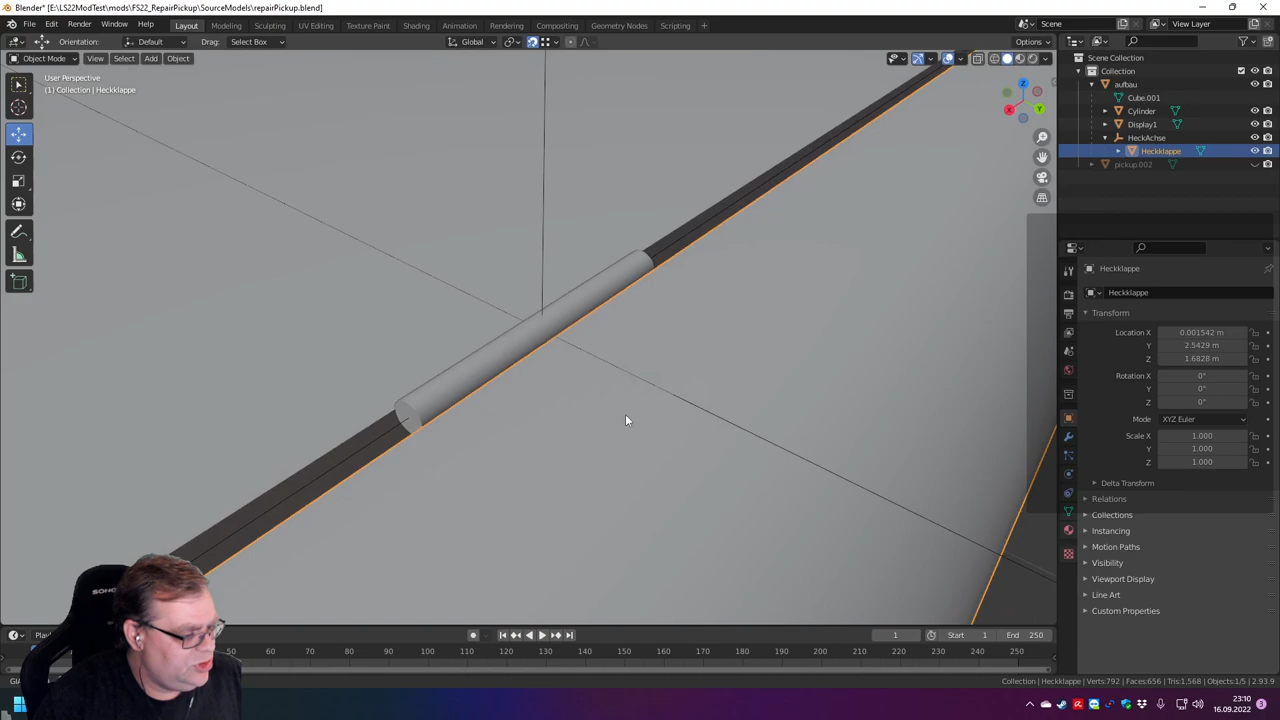 Blender* [E:\LS22ModTest\mods\FS22_RepairPickup\SourceModels\repairPickup.blend]
File Edit Render Window Help Layout Modeling Sculpting UV Editing Texture Paint Shading Animation Rendering Compositing Geometry Nodes Scripting + Scene View Layer
Orientation: Default Drag: Select Box Global Options
Object Mode View Select Add Object
User Perspective
(1) Collection | Heckklappe
Z
Y
X
Scene Collection
Collection
aufbau
Cube.001
Cylinder
Display1
HeckAchse
Heckklappe
pickup.002
Heckklappe
Heckklappe
Transform
Location X 0.001542 m
Y 2.5429 m
Z 1.6828 m
Rotation X 0°
Y 0°
Z 0°
Mode XYZ Euler
Scale X 1.000
Y 1.000
Z 1.000
Delta Transform
Relations
Collections
Instancing
Motion Paths
Visibility
Viewport Display
Line Art
Custom Properties
1 Start 1 End 250
50 60 70 80 90 100 110 120 130 140 150 160 170 180 190 200 210 220 230 240 250
Collection | Heckklappe | Verts:792 | Faces:656 | Tris:1,568 | Objects:1/5 | 2.93.9
23:10
16.09.2022